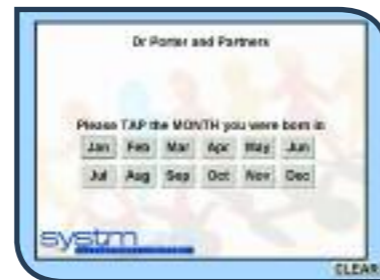 Dr Porter and Partners
Please TAP the MONTH you were born in
Jan Feb Mar Apr May Jun
Jul Aug Sep Oct Nov Dec
systm
CLEAR